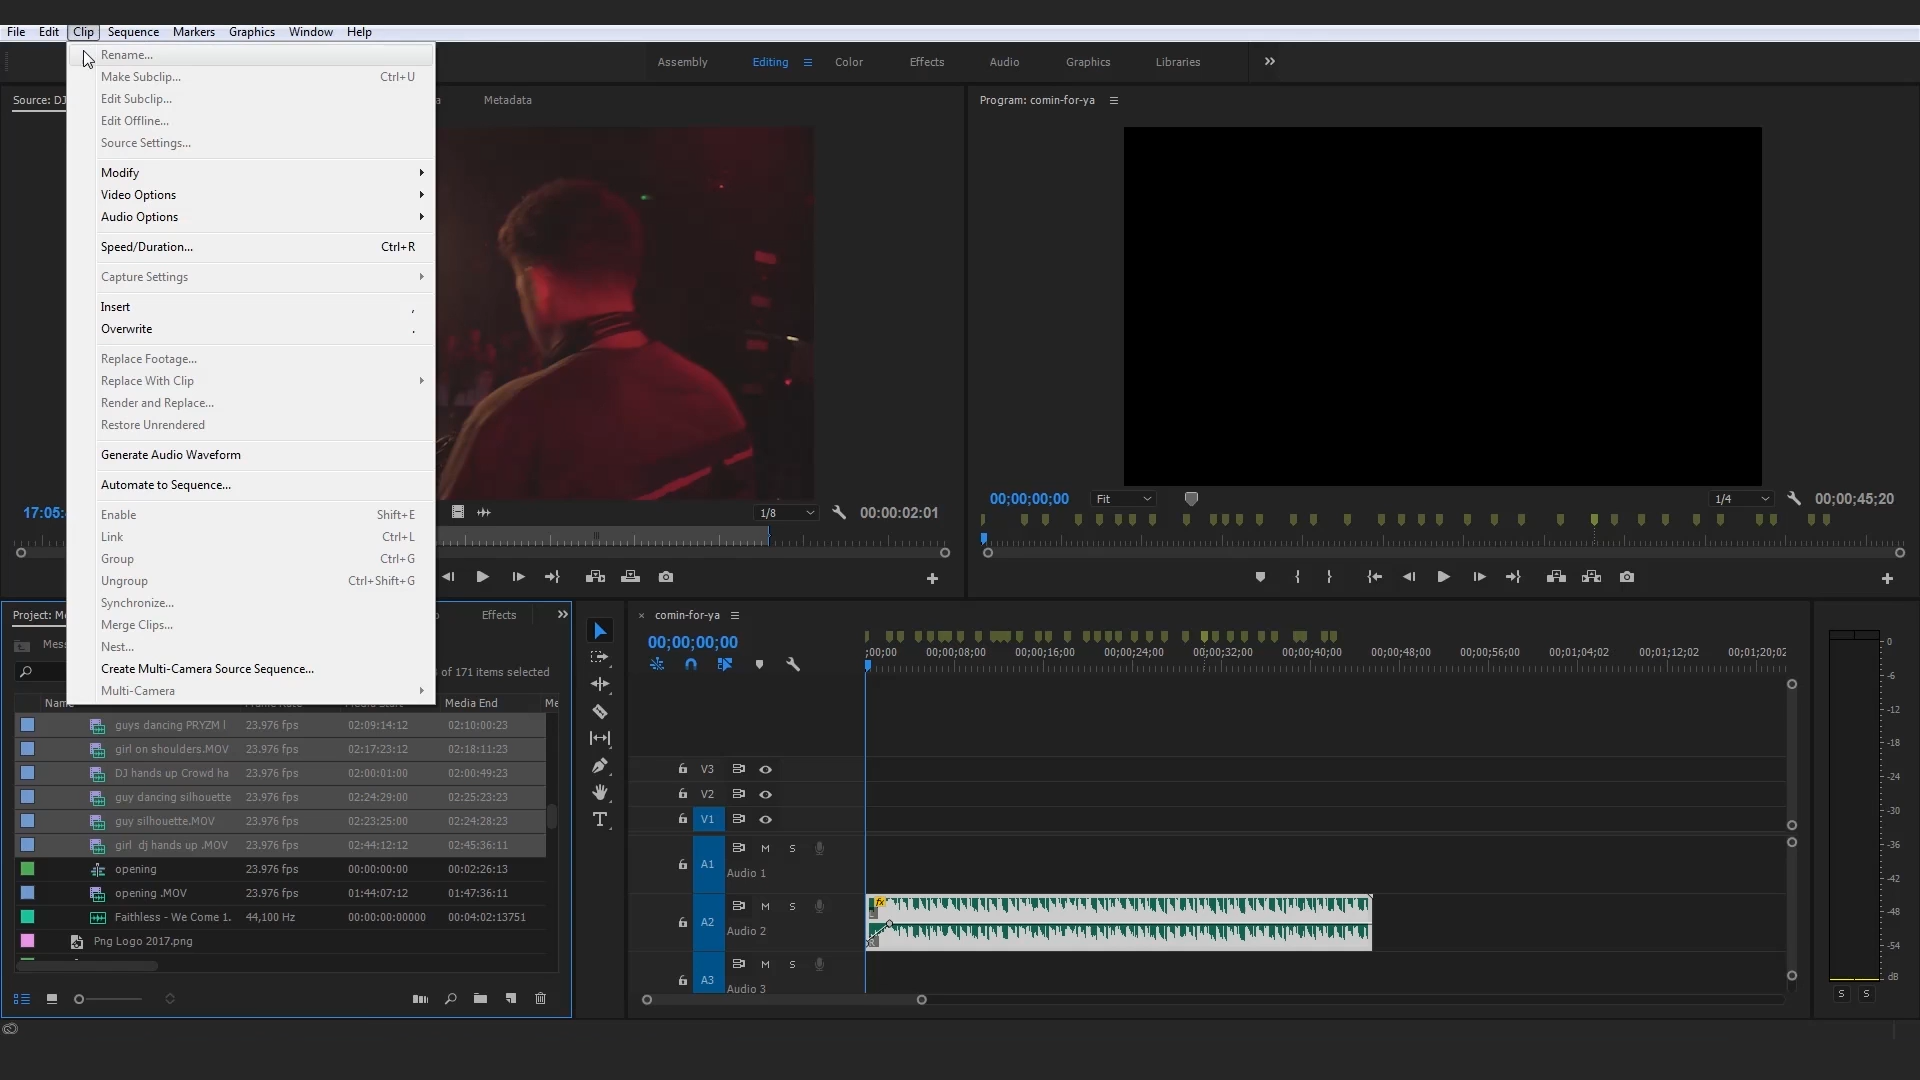 File Edit Clip Sequence Markers Graphics Window Help
Rename...
Make Subclip... Ctrl+U
Edit Subclip...
Edit Offline...
Source Settings...
Modify
Video Options
Audio Options
Speed/Duration... Ctrl+R
Capture Settings
Insert ,
Overwrite .
Replace Footage...
Replace With Clip
Render and Replace...
Restore Unrendered
Generate Audio Waveform
Automate to Sequence...
Enable Shift+E
Link Ctrl+L
Group Ctrl+G
Ungroup Ctrl+Shift+G
Synchronize...
Merge Clips...
Nest...
Create Multi-Camera Source Sequence...
Multi-Camera
Assembly Editing Color Effects Audio Graphics Libraries
Source: DJ Metadata
Program: comin-for-ya
17:05: 1/8 00:00:02:01
00;00;00;00 Fit 1/4 00;00;45;20
Project: Me Effects
Mess
of 171 items selected
Name Media End Me
guys dancing PRYZM l 23.976 fps 02:09:14:12 02:10:00:23
girl on shoulders.MOV 23.976 fps 02:17:23:12 02:18:11:23
DJ hands up Crowd ha 23.976 fps 02:00:01:00 02:00:49:23
guy dancing silhouette 23.976 fps 02:24:29:00 02:25:23:23
guy silhouette.MOV 23.976 fps 02:23:25:00 02:24:28:23
girl dj hands up .MOV 23.976 fps 02:44:12:12 02:45:36:11
opening 23.976 fps 00:00:00:00 00:02:26:13
opening .MOV 23.976 fps 01:44:07:12 01:47:36:11
Faithless - We Come 1. 44,100 Hz 00:00:00:00000 00:04:02:13751
Png Logo 2017.png
× comin-for-ya
00;00;00;00
;00;00 00;00;08;00 00;00;16;00 00;00;24;00 00;00;32;00 00;00;40;00 00;00;48;00 00;00;56;00 00;01;04;02 00;01;12;02 00;01;20;02
V3
V2
V1
A1 M S
Audio 1
A2 M S
Audio 2
fx
A3 M S
Audio 3
0
-6
-12
-18
-24
-30
-36
-42
-48
-54
dB
S S